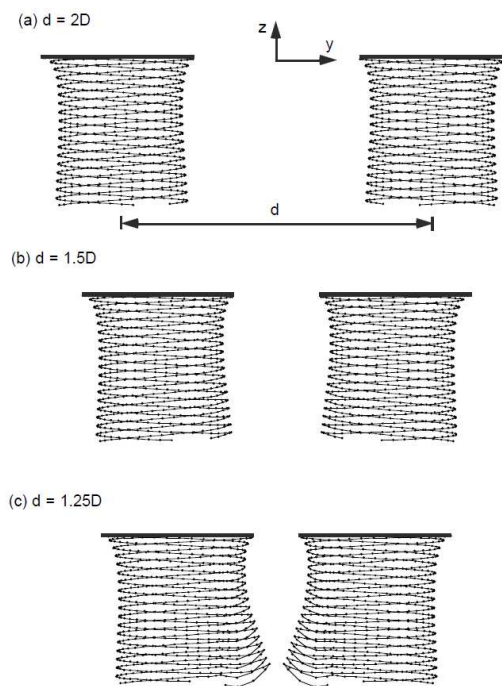 (a) d = 2D
z
y
d
(b) d = 1.5D
(c) d = 1.25D